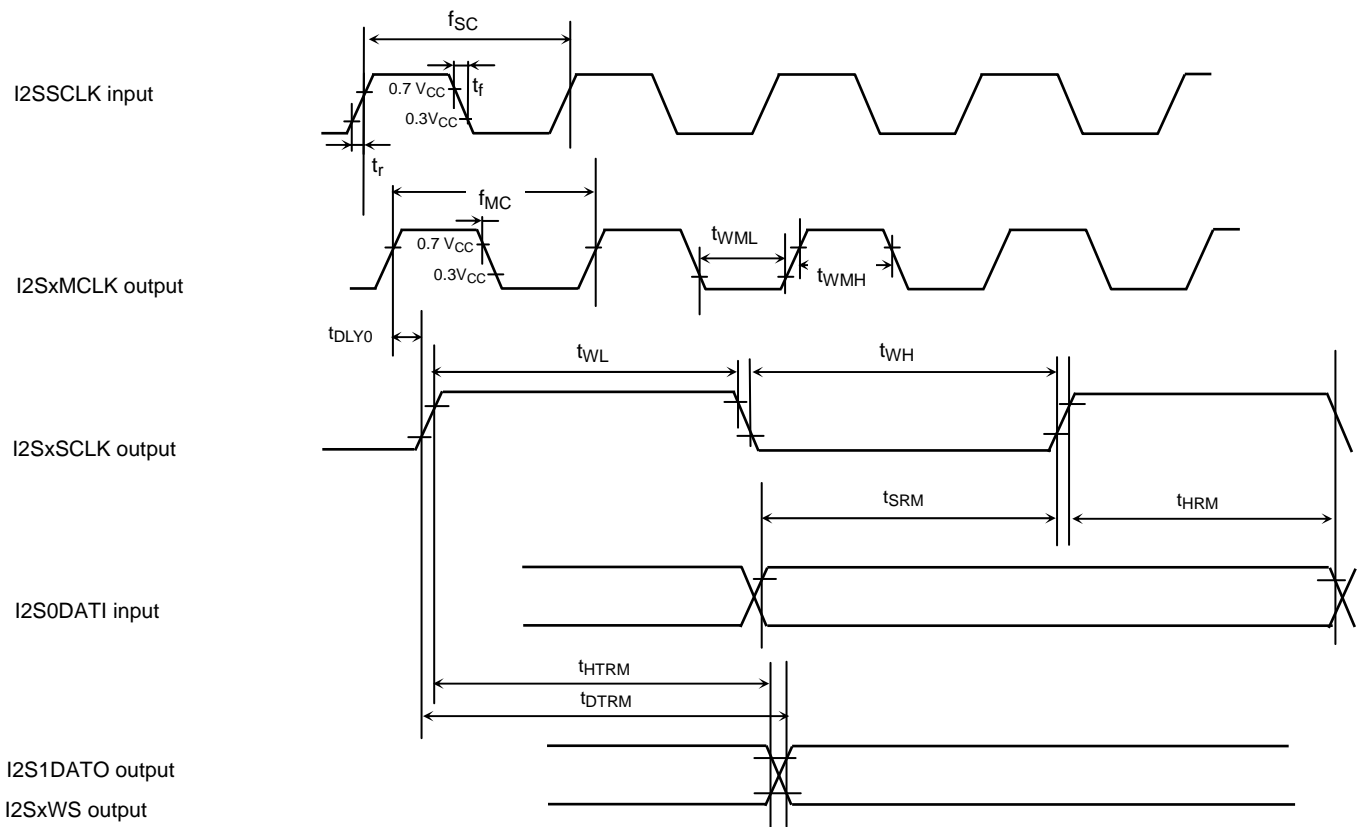 fSC
I2SSCLK input
0.7 VCC
tf
0.3VCC
tr
fMC
0.7 VCC
tWML
I2SxMCLK output
0.3VCC
tWMH
tDLY0
tWL
tWH
I2SxSCLK output
tSRM
tHRM
I2S0DATI input
tHTRM
tDTRM
I2S1DATO output
I2SxWS output